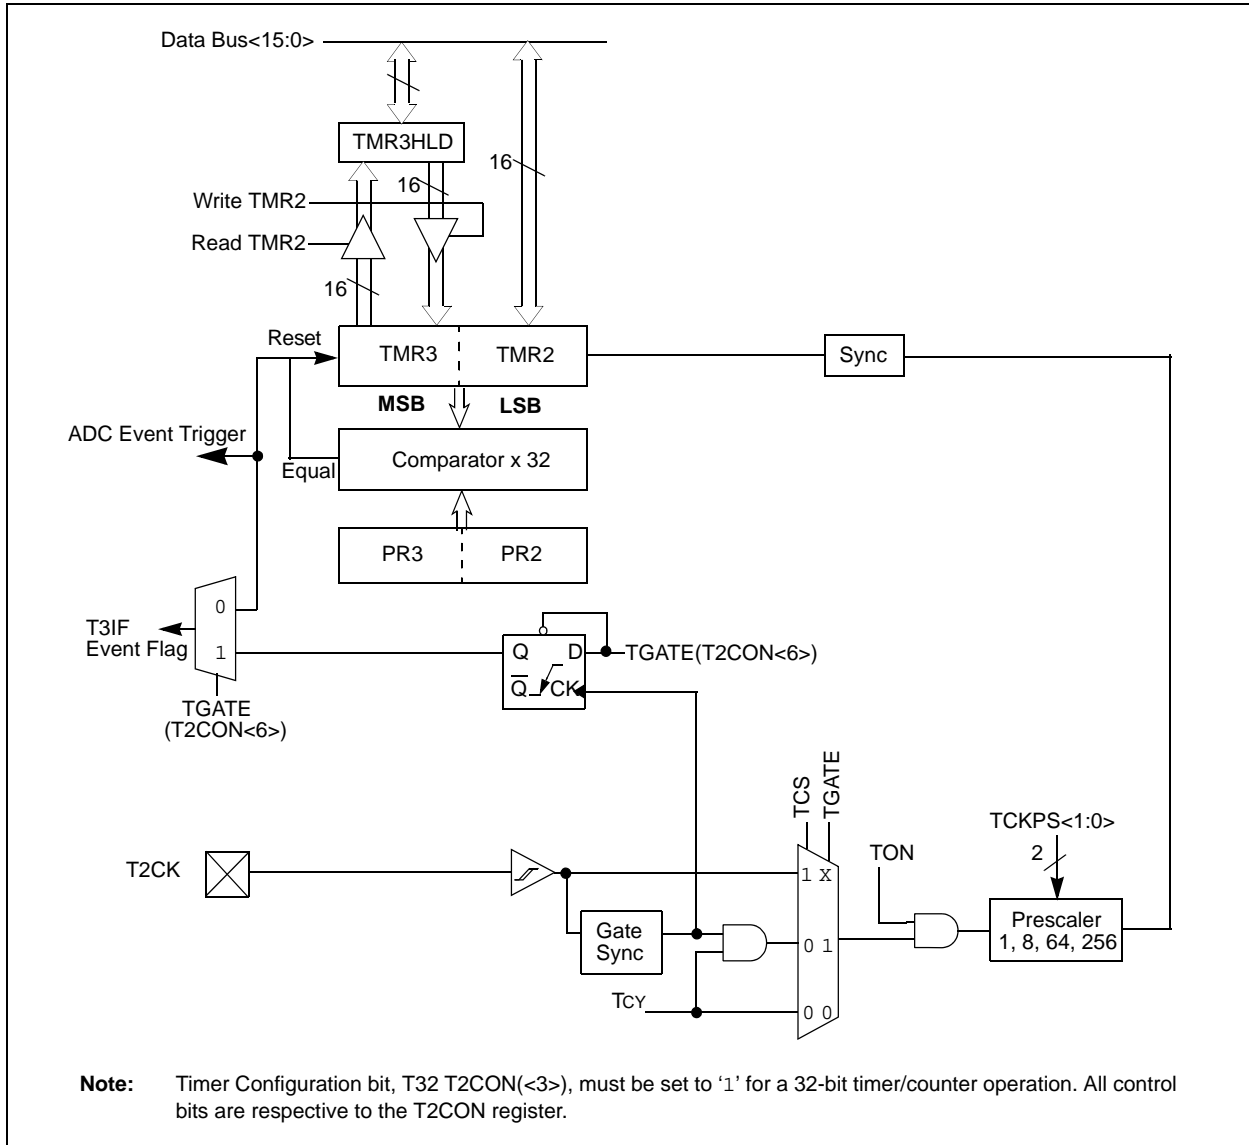 Data Bus<15:0>
TMR3HLD
16
16
Write TMR2
Read TMR2
16
Reset
TMR3
TMR2
Sync
MSB
LSB
ADC Event Trigger
Equal
Comparator x 32
PR3
PR2
0
1
T3IF
Event Flag
Q
D
Q
CK
TGATE(T2CON<6>)
TGATE
(T2CON<6>)
TCS
TGATE
TCKPS<1:0>
2
TON
T2CK
1 X
Prescaler
1, 8, 64, 256
Gate
Sync
0 1
TCY
0 0
Note: Timer Configuration bit, T32 T2CON(<3>), must be set to ‘1’ for a 32-bit timer/counter operation. All control
bits are respective to the T2CON register.